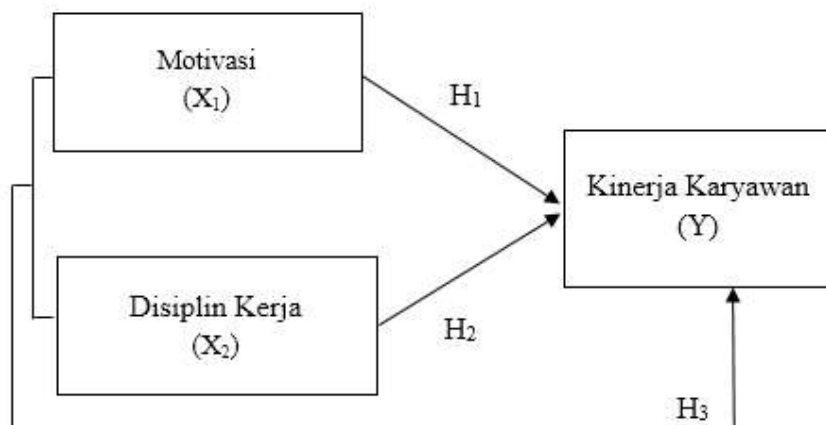 Motivasi
(X₁)
H₁
Kinerja Karyawan
(Y)
Disiplin Kerja
(X₂)
H₂
H₃